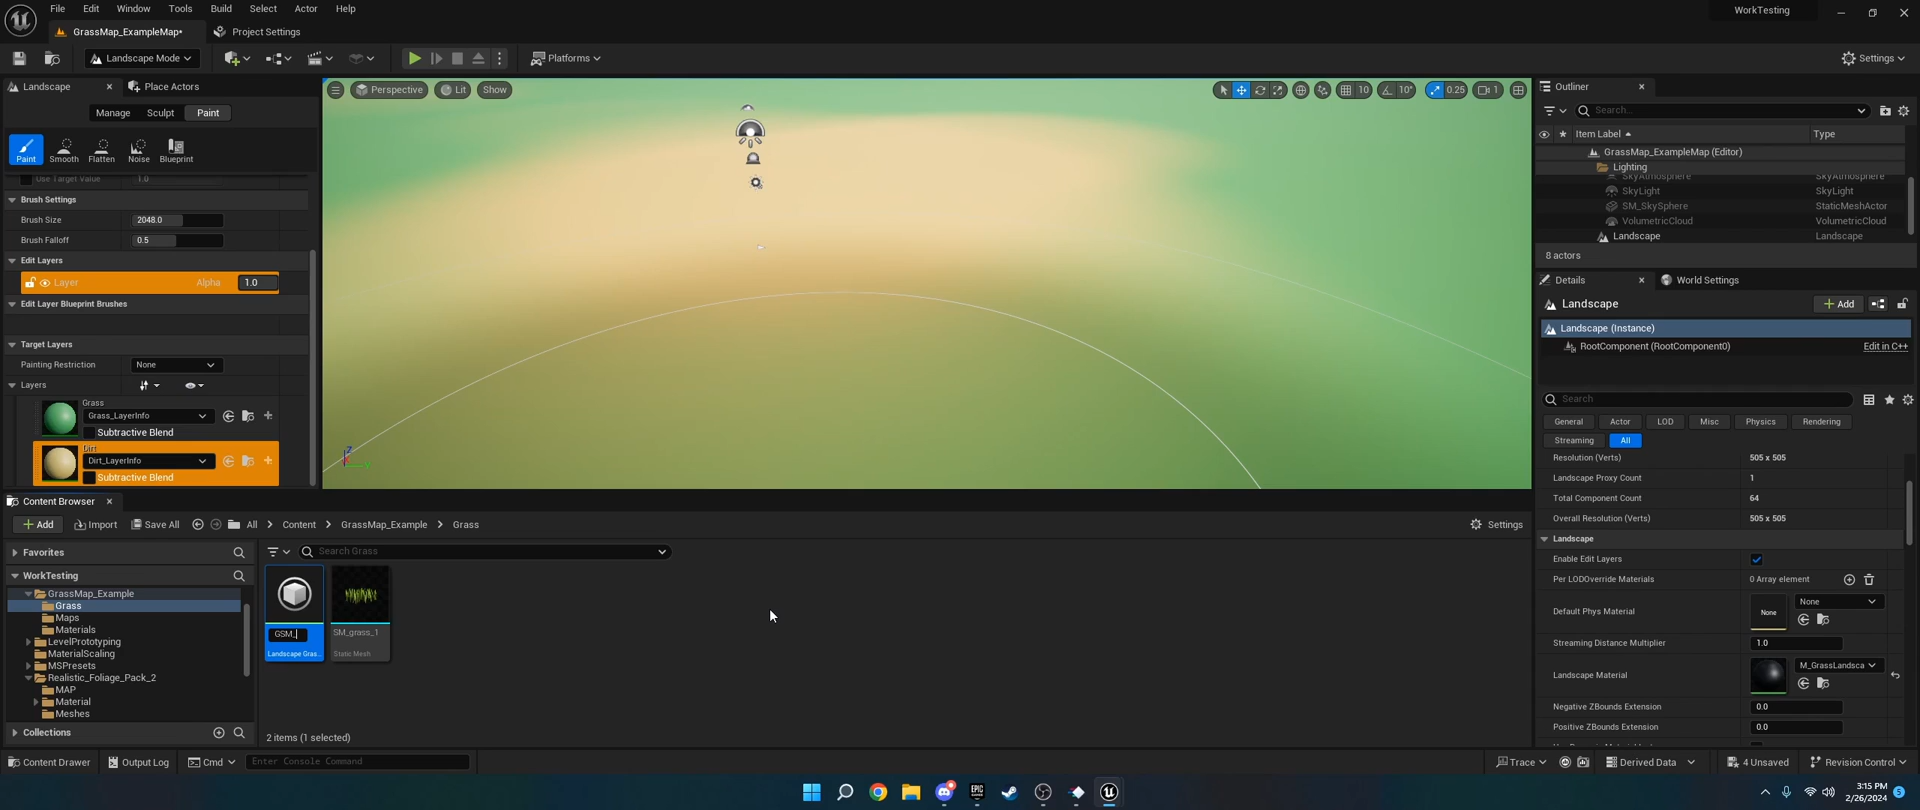 File Edit Window Tools Build Select Actor Help
WorkTesting
GrassMap_ExampleMap•
Project Settings
Landscape Mode
Platforms
Settings
Landscape
Place Actors
Manage Sculpt Paint
Paint Smooth Flatten Noise Blueprint
Use Target Value 1.0
Brush Settings
Brush Size 2048.0
Brush Falloff 0.5
Edit Layers
Layer Alpha 1.0
Edit Layer Blueprint Brushes
Target Layers
Painting Restriction None
Layers
Grass
Grass_LayerInfo
Subtractive Blend
Dirt
Dirt_LayerInfo
Subtractive Blend
Perspective Lit Show
10 10° 0.25 1
Outliner
Search...
Item Label Type
GrassMap_ExampleMap (Editor)
Lighting
SkyAtmosphere SkyAtmosphere
SkyLight SkyLight
SM_SkySphere StaticMeshActor
VolumetricCloud VolumetricCloud
Landscape Landscape
8 actors
Details
World Settings
Landscape
Add
Landscape (Instance)
RootComponent (RootComponent0) Edit in C++
Search
General Actor LOD Misc Physics Rendering
Streaming All
Resolution (Verts) 505 x 505
Landscape Proxy Count 1
Total Component Count 64
Overall Resolution (Verts) 505 x 505
Landscape
Enable Edit Layers
Per LODOverride Materials 0 Array element
Default Phys Material None None
Streaming Distance Multiplier 1.0
Landscape Material M_GrassLandsca
Negative ZBounds Extension 0.0
Positive ZBounds Extension 0.0
Content Browser
Add Import Save All All > Content > GrassMap_Example > Grass
Settings
Favorites
WorkTesting
GrassMap_Example
Grass
Maps
Materials
LevelPrototyping
MaterialScaling
MSPresets
Realistic_Foliage_Pack_2
MAP
Material
Meshes
Collections
Search Grass
GSM_
Landscape Gras...
SM_grass_1
Static Mesh
2 items (1 selected)
Content Drawer Output Log Cmd Enter Console Command
Trace Derived Data 4 Unsaved Revision Control
EPIC
3:15 PM
2/26/2024
5